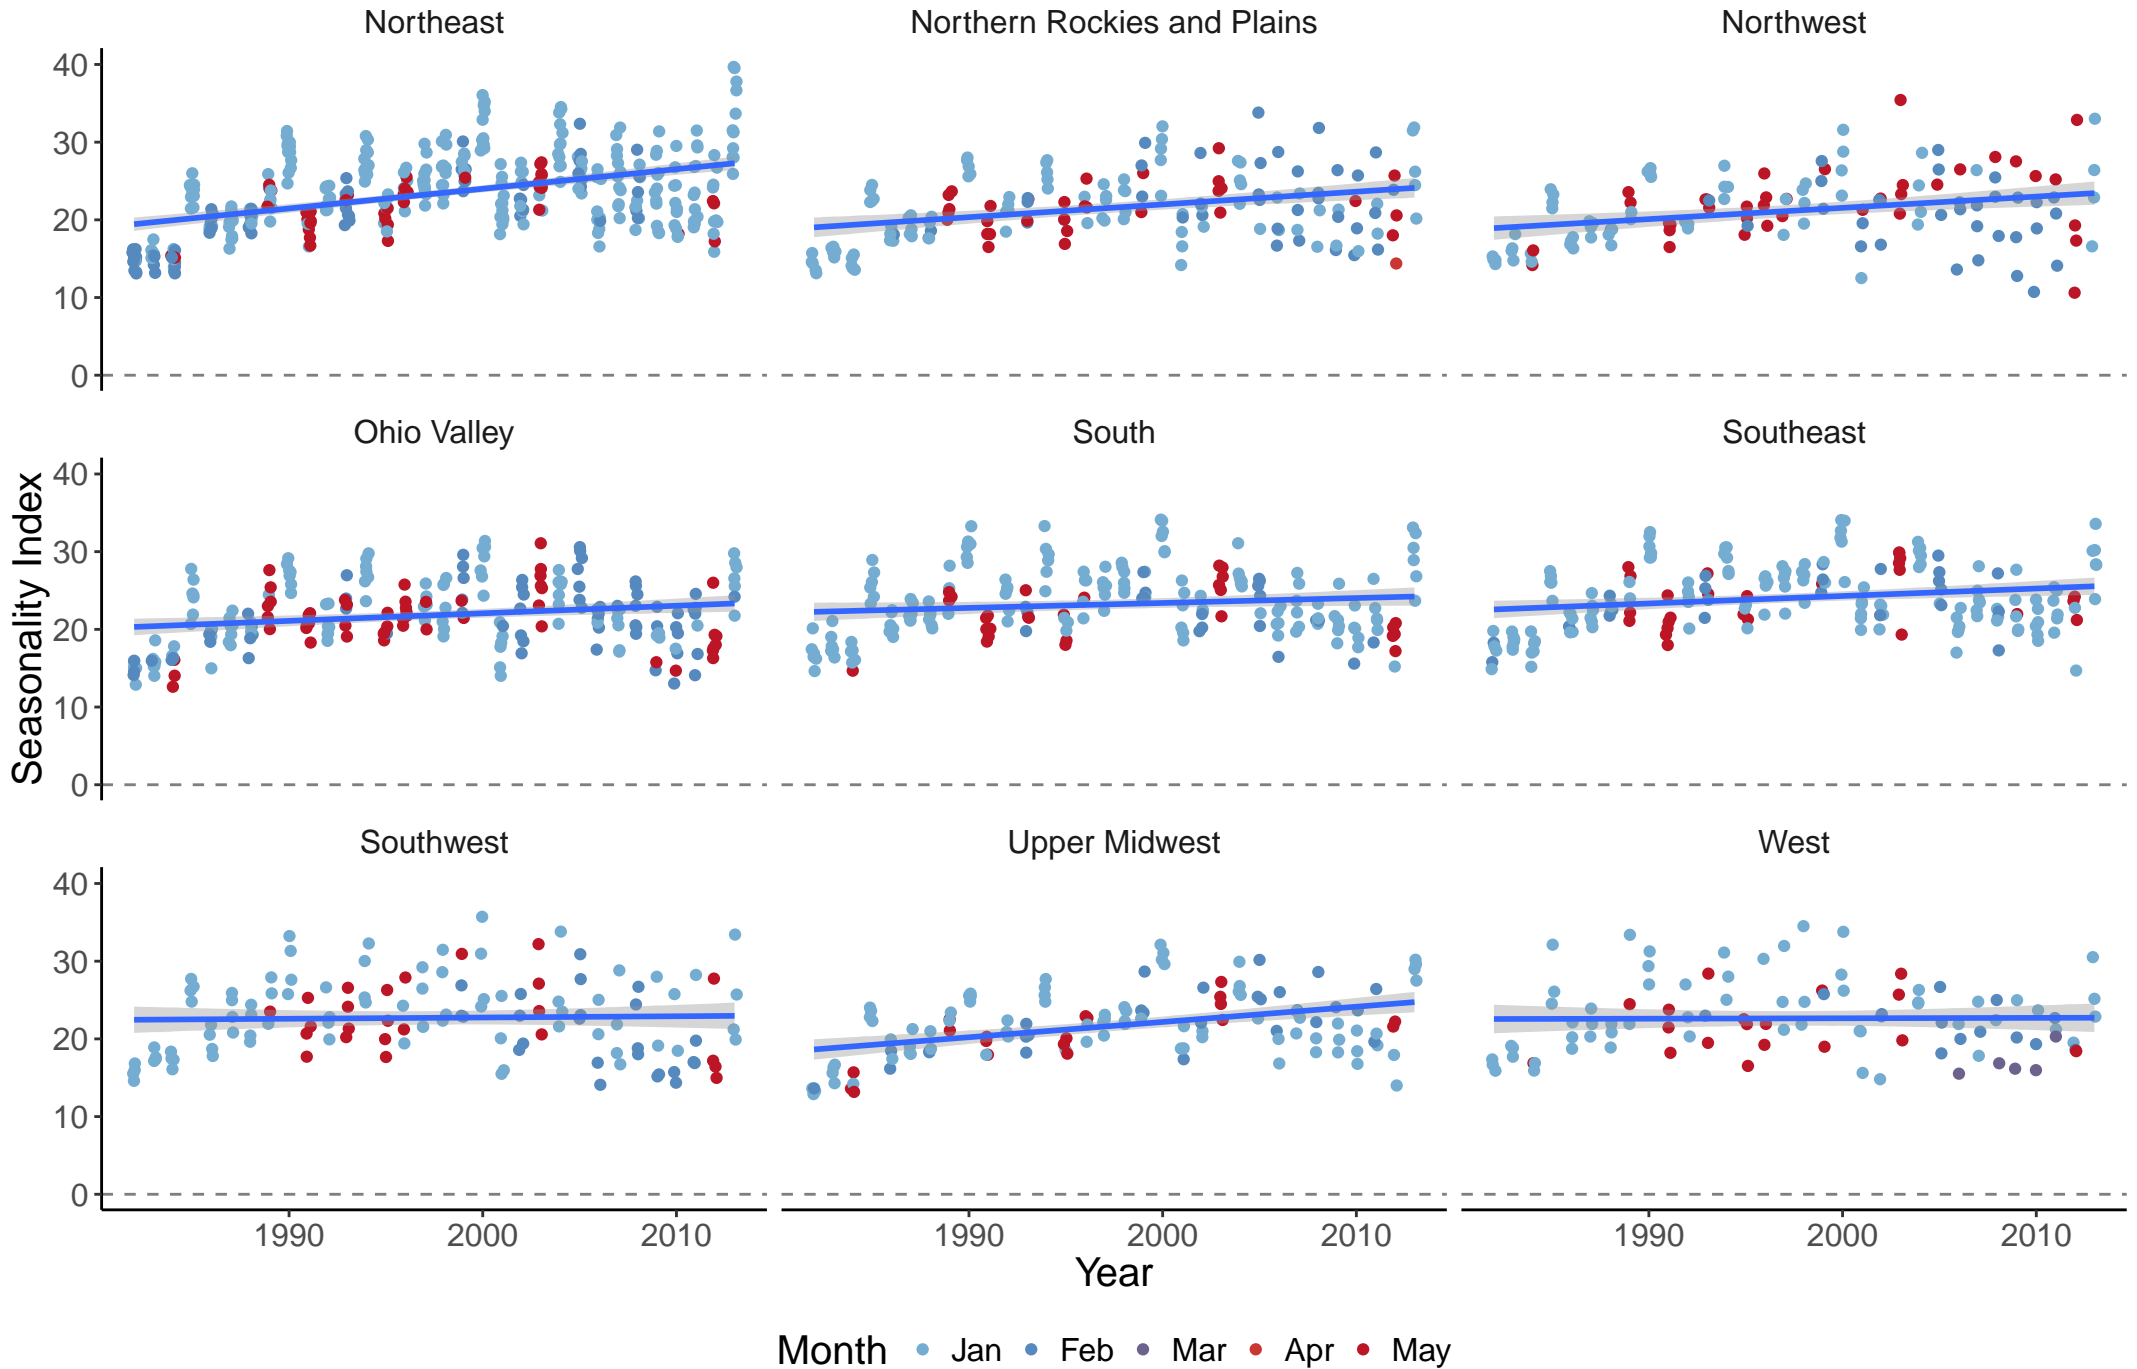 Northeast Northern Rockies and Plains Northwest
40
30
20
10
0
Ohio Valley South Southeast
40
30
20
10
0
Seasonality Index
Southwest Upper Midwest West
40
30
20
10
0
1990 2000 2010 1990 2000 2010 1990 2000 2010
Year
Month Jan Feb Mar Apr May